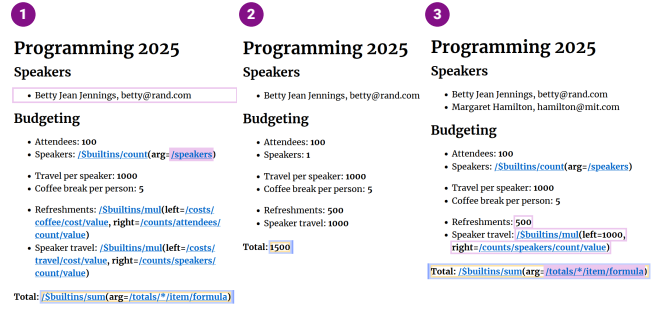 1
Programming 2025
Speakers
• Betty Jean Jennings, betty@rand.com
Budgeting
• Attendees: 100
• Speakers: /$builtins/count(arg=/speakers)
• Travel per speaker: 1000
• Coffee break per person: 5
• Refreshments: /$builtins/mul(left=/costs/
coffee/cost/value, right=/counts/attendees/
count/value)
• Speaker travel: /$builtins/mul(left=/costs/
travel/cost/value, right=/counts/speakers/
count/value)
Total: /$builtins/sum(arg=/totals/*/item/formula)
2
Programming 2025
Speakers
• Betty Jean Jennings, betty@rand.com
Budgeting
• Attendees: 100
• Speakers: 1
• Travel per speaker: 1000
• Coffee break per person: 5
• Refreshments: 500
• Speaker travel: 1000
Total: 1500
3
Programming 2025
Speakers
• Betty Jean Jennings, betty@rand.com
• Margaret Hamilton, hamilton@mit.com
Budgeting
• Attendees: 100
• Speakers: /$builtins/count(arg=/speakers)
• Travel per speaker: 1000
• Coffee break per person: 5
• Refreshments: 500
• Speaker travel: /$builtins/mul(left=1000,
right=/counts/speakers/count/value)
Total: /$builtins/sum(arg=/totals/*/item/formula)